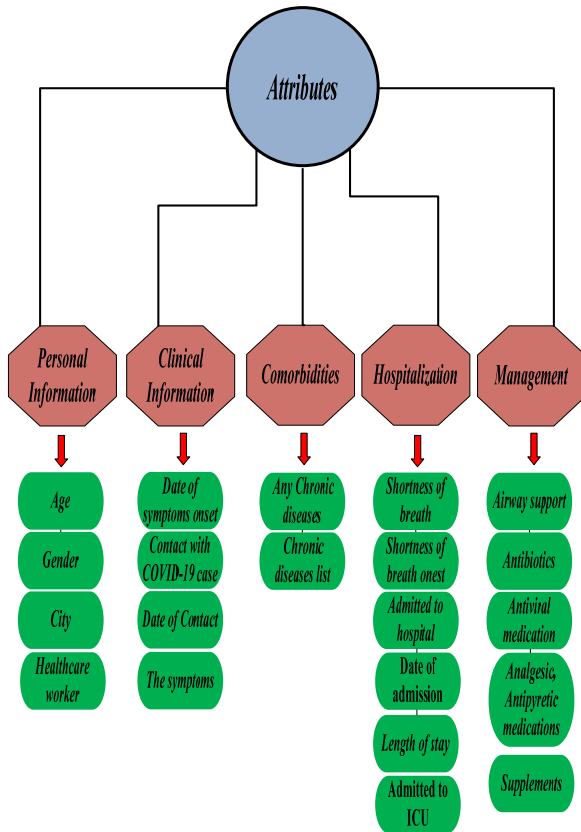 Attributes
Personal
Information
Clinical
Information
Comorbidities
Hospitalization
Management
Age
Gender
City
Healthcare
worker
Date of
symptoms onset
Contact with
COVID-19 case
Date of Contact
The symptoms
Any Chronic
diseases
Chronic
diseases list
Shortness of
breath
Shortness of
breath onest
Admitted to
hospital
Date of
admission
Length of stay
Admitted to
ICU
Airway support
Antibiotics
Antiviral
medication
Analgesic,
Antipyretic
medications
Supplements